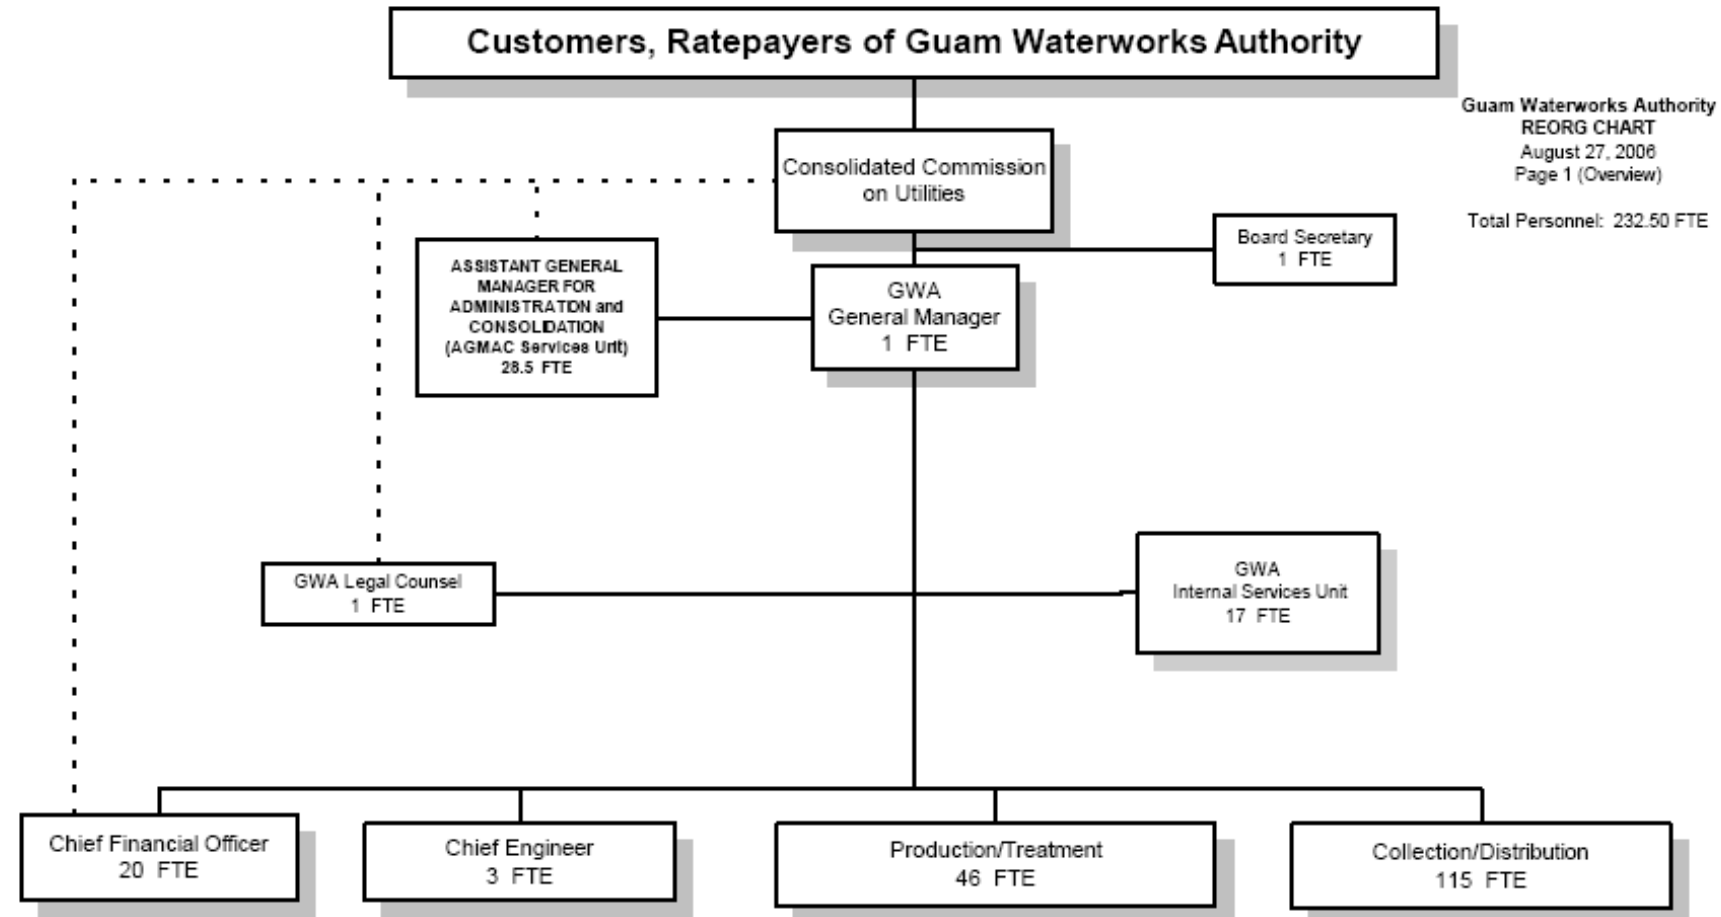 Customers, Ratepayers of Guam Waterworks Authority
Guam Waterworks Authority
REORG CHART
August 27, 2006
Page 1 (Overview)
Total Personnel: 232.50 FTE
Consolidated Commission
on Utilities
Board Secretary
1 FTE
ASSISTANT GENERAL
MANAGER FOR
ADMINISTRATION and
CONSOLIDATION
(AGMAC Services Unit)
28.5 FTE
GWA
General Manager
1 FTE
GWA Legal Counsel
1 FTE
GWA
Internal Services Unit
17 FTE
Chief Financial Officer
20 FTE
Chief Engineer
3 FTE
Production/Treatment
46 FTE
Collection/Distribution
115 FTE